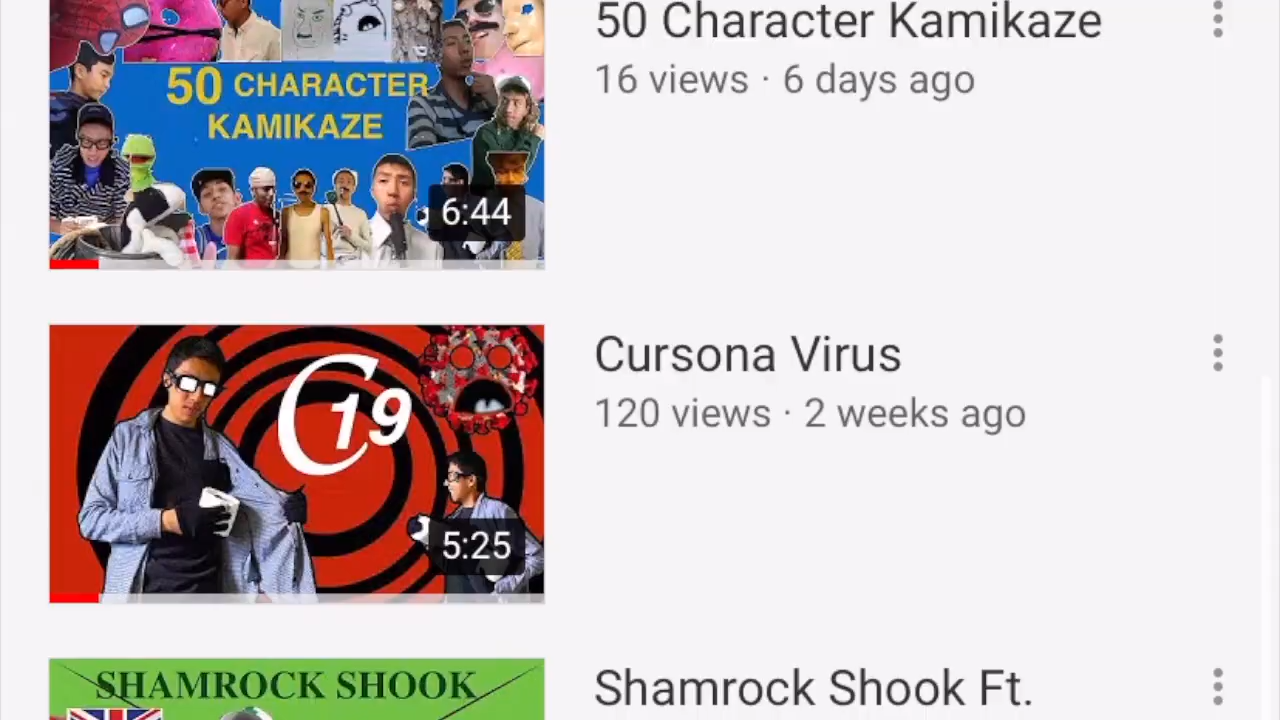 50 Character Kamikaze
16 views · 6 days ago
50 CHARACTER
KAMIKAZE
6:44
Cursona Virus
120 views · 2 weeks ago
C19
5:25
Shamrock Shook Ft.
SHAMROCK SHOOK